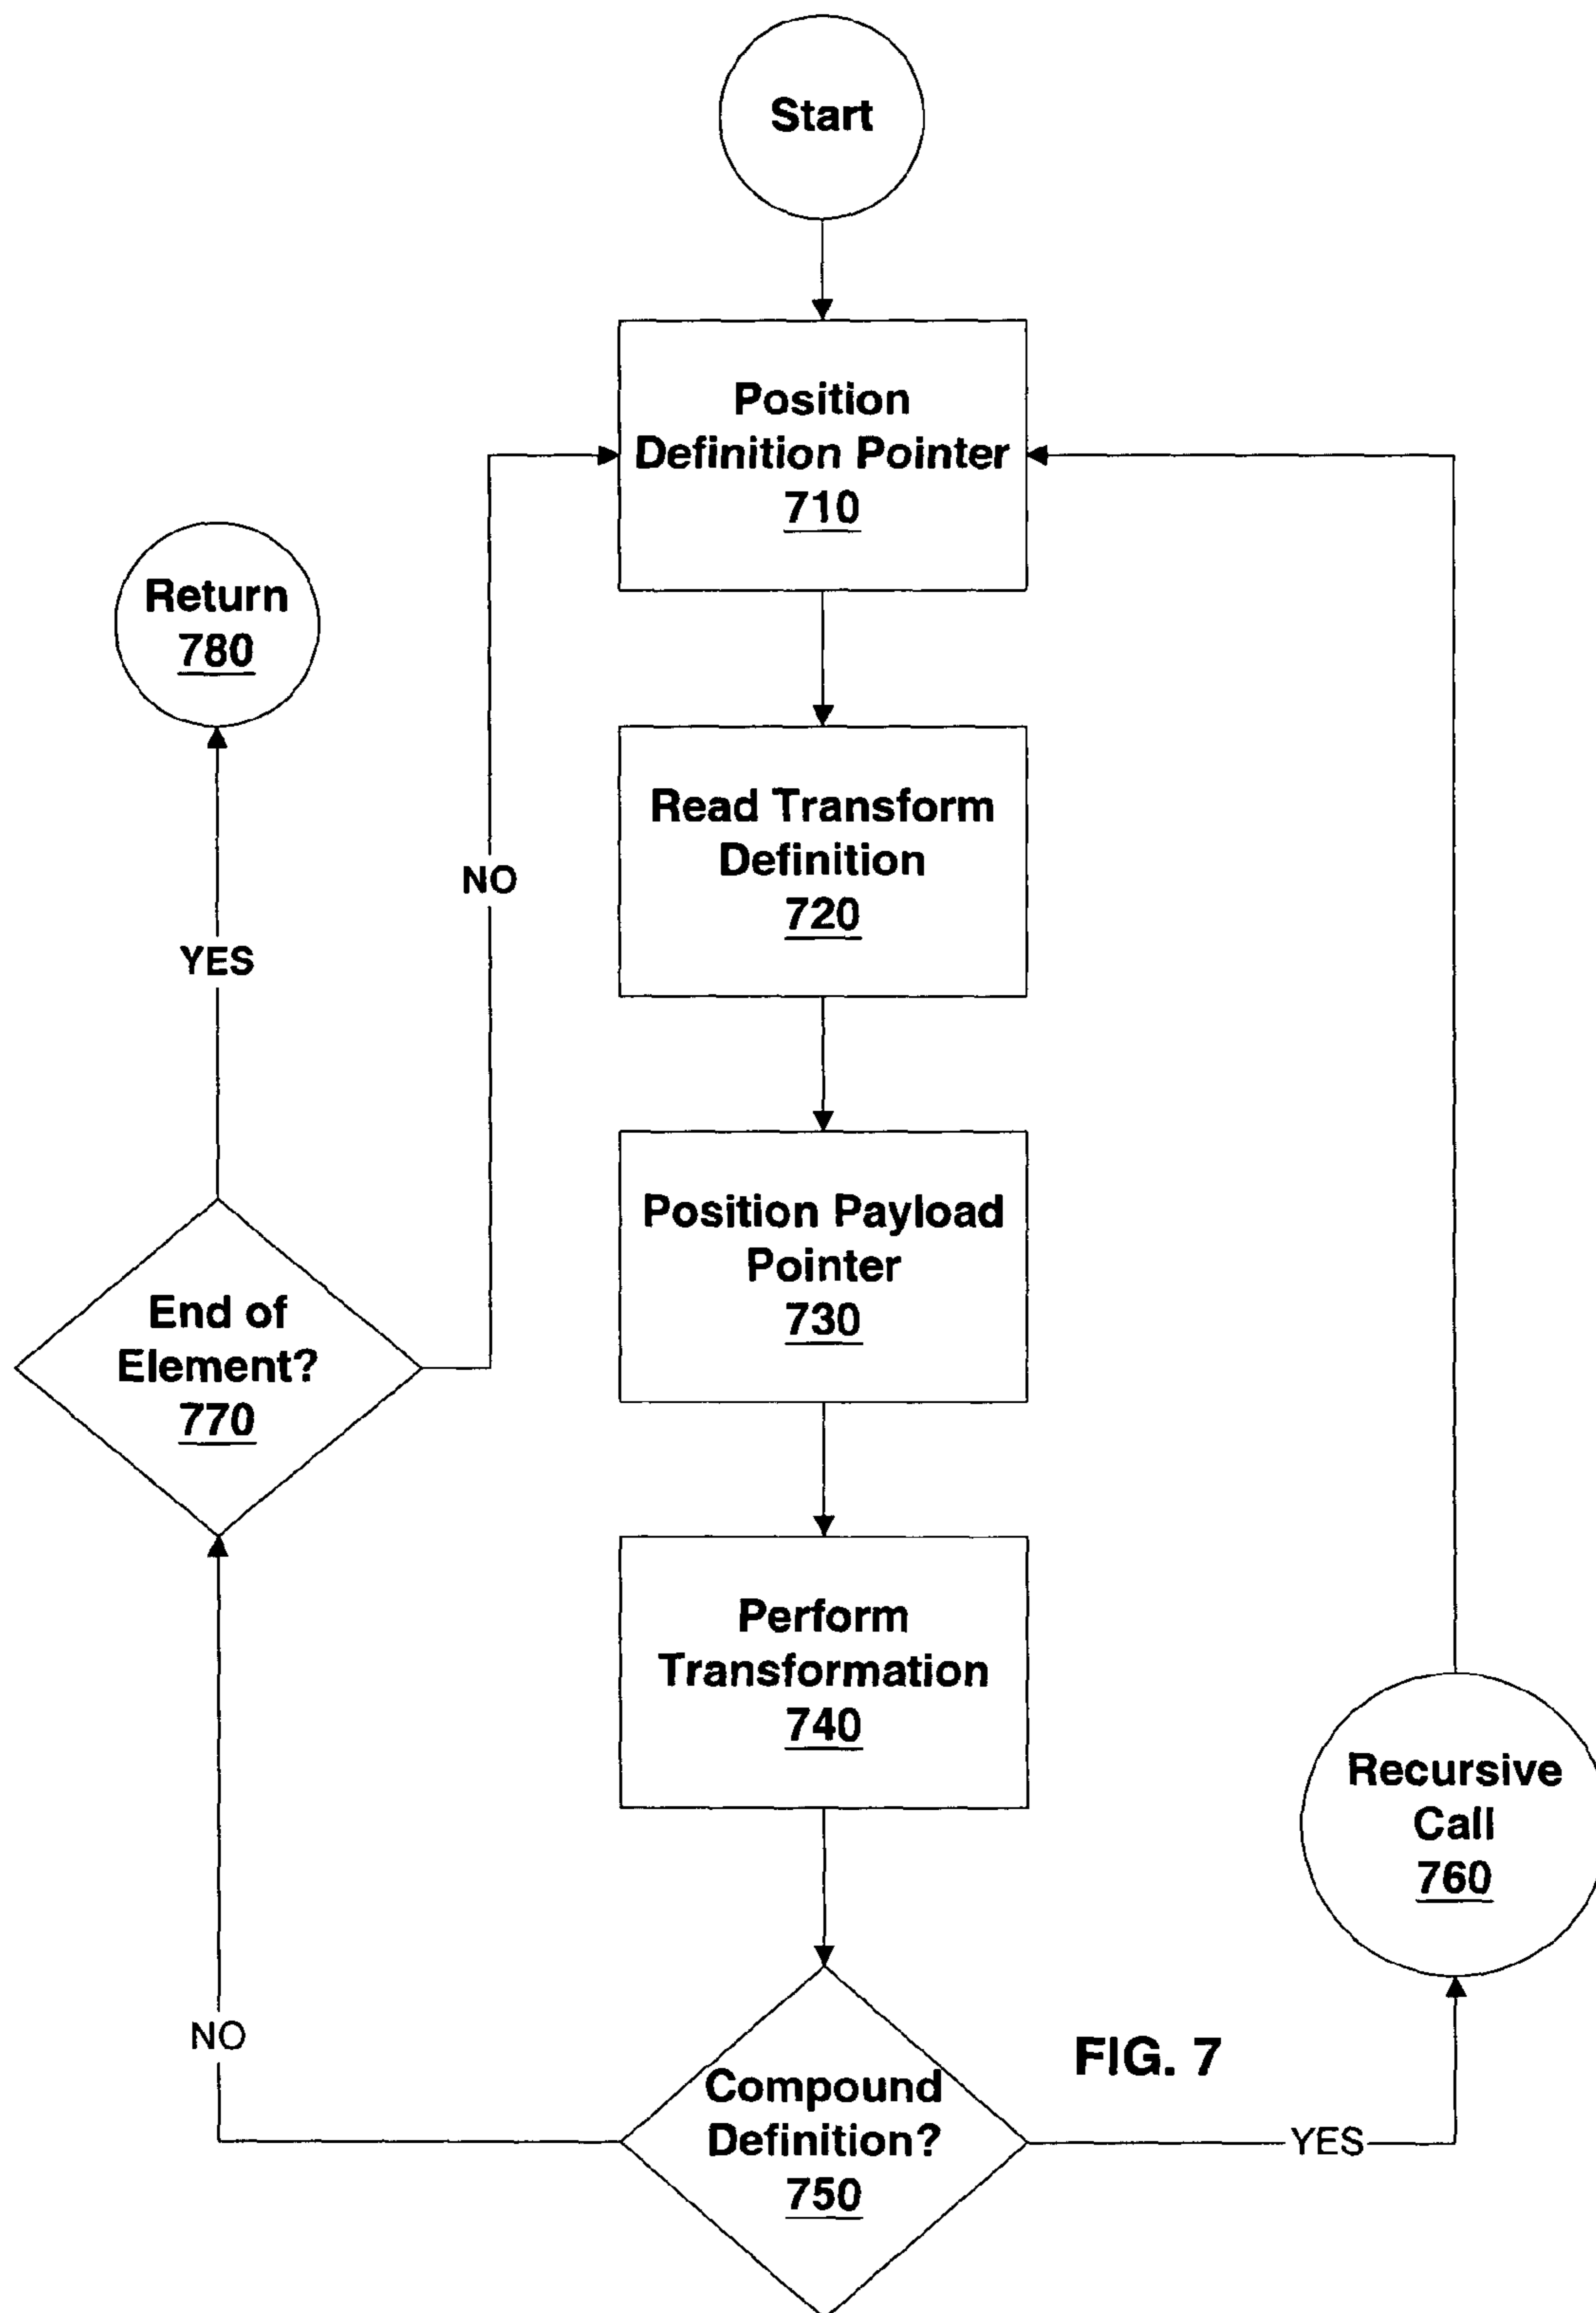 Start
Position
Definition Pointer
710
Return
780
Read Transform
Definition
720
NO
YES
Position Payload
Pointer
730
End of
Element?
770
Perform
Transformation
740
Recursive
Call
760
NO
FIG. 7
Compound
Definition?
750
YES